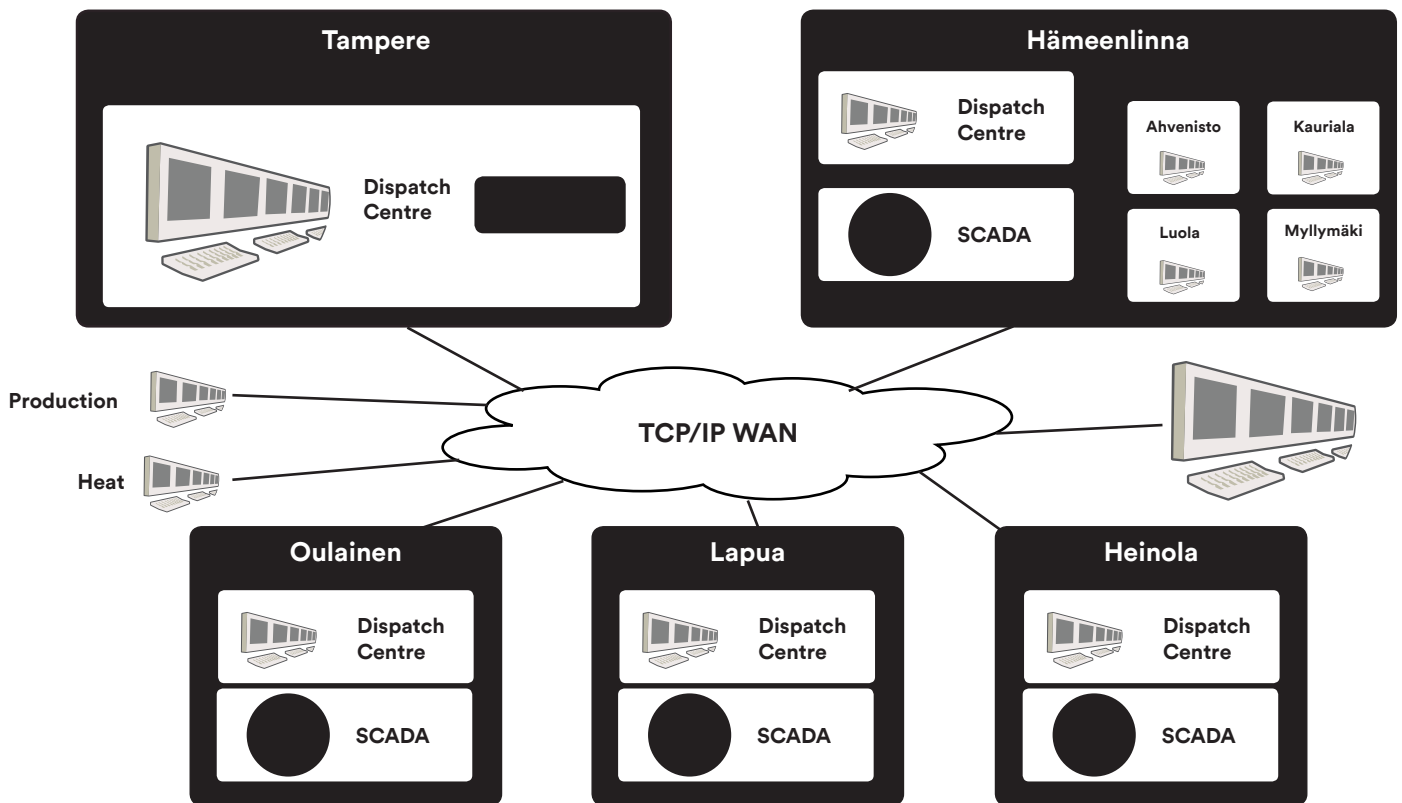 Tampere
Dispatch
Centre
Hämeenlinna
Dispatch
Centre
SCADA
Ahvenisto
Kauriala
Luola
Myllymäki
Production
Heat
TCP/IP WAN
Oulainen
Dispatch
Centre
SCADA
Lapua
Dispatch
Centre
SCADA
Heinola
Dispatch
Centre
SCADA